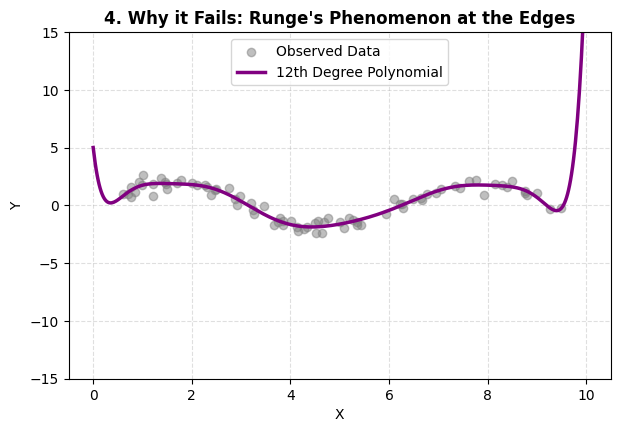 4. Why it Fails: Runge's Phenomenon at the Edges
Observed Data
12th Degree Polynomial
15
10
5
0
−5
−10
−15
Y
0
2
4
6
8
10
X